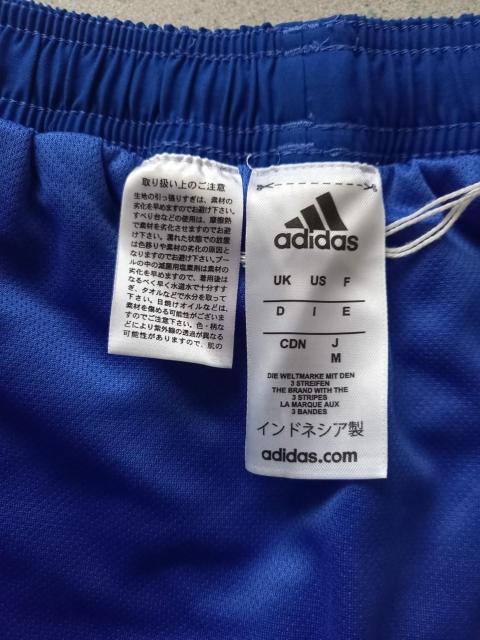 取り扱い上のご注意
生地の引っ張りすぎは、素材の
劣化を早めますのでお避け下さい。
すべり台などの使用は、摩擦熱
で素材を劣化させますのでお避
け下さい。濡れた状態での放置
は色移りや素材の劣化の原因と
なりますのでお避け下さい。プー
ルの中の滅菌用塩素剤は素材の
劣化を早めますので、着用後は
なるべく早く水道水で十分すす
ぎ、タオルなどで水分を取って
下さい。日焼けオイルなどは、
素材を傷める可能性がございま
すのでご注意下さい。色・柄な
どにより紫外線の透過が異なる
可能性がありますので、肌の
adidas
UK US F
D I E
CDN J
M
DIE WELTMARKE MIT DEN
3 STREIFEN
THE BRAND WITH THE
3 STRIPES
LA MARQUE AUX
3 BANDES
インドネシア製
adidas.com